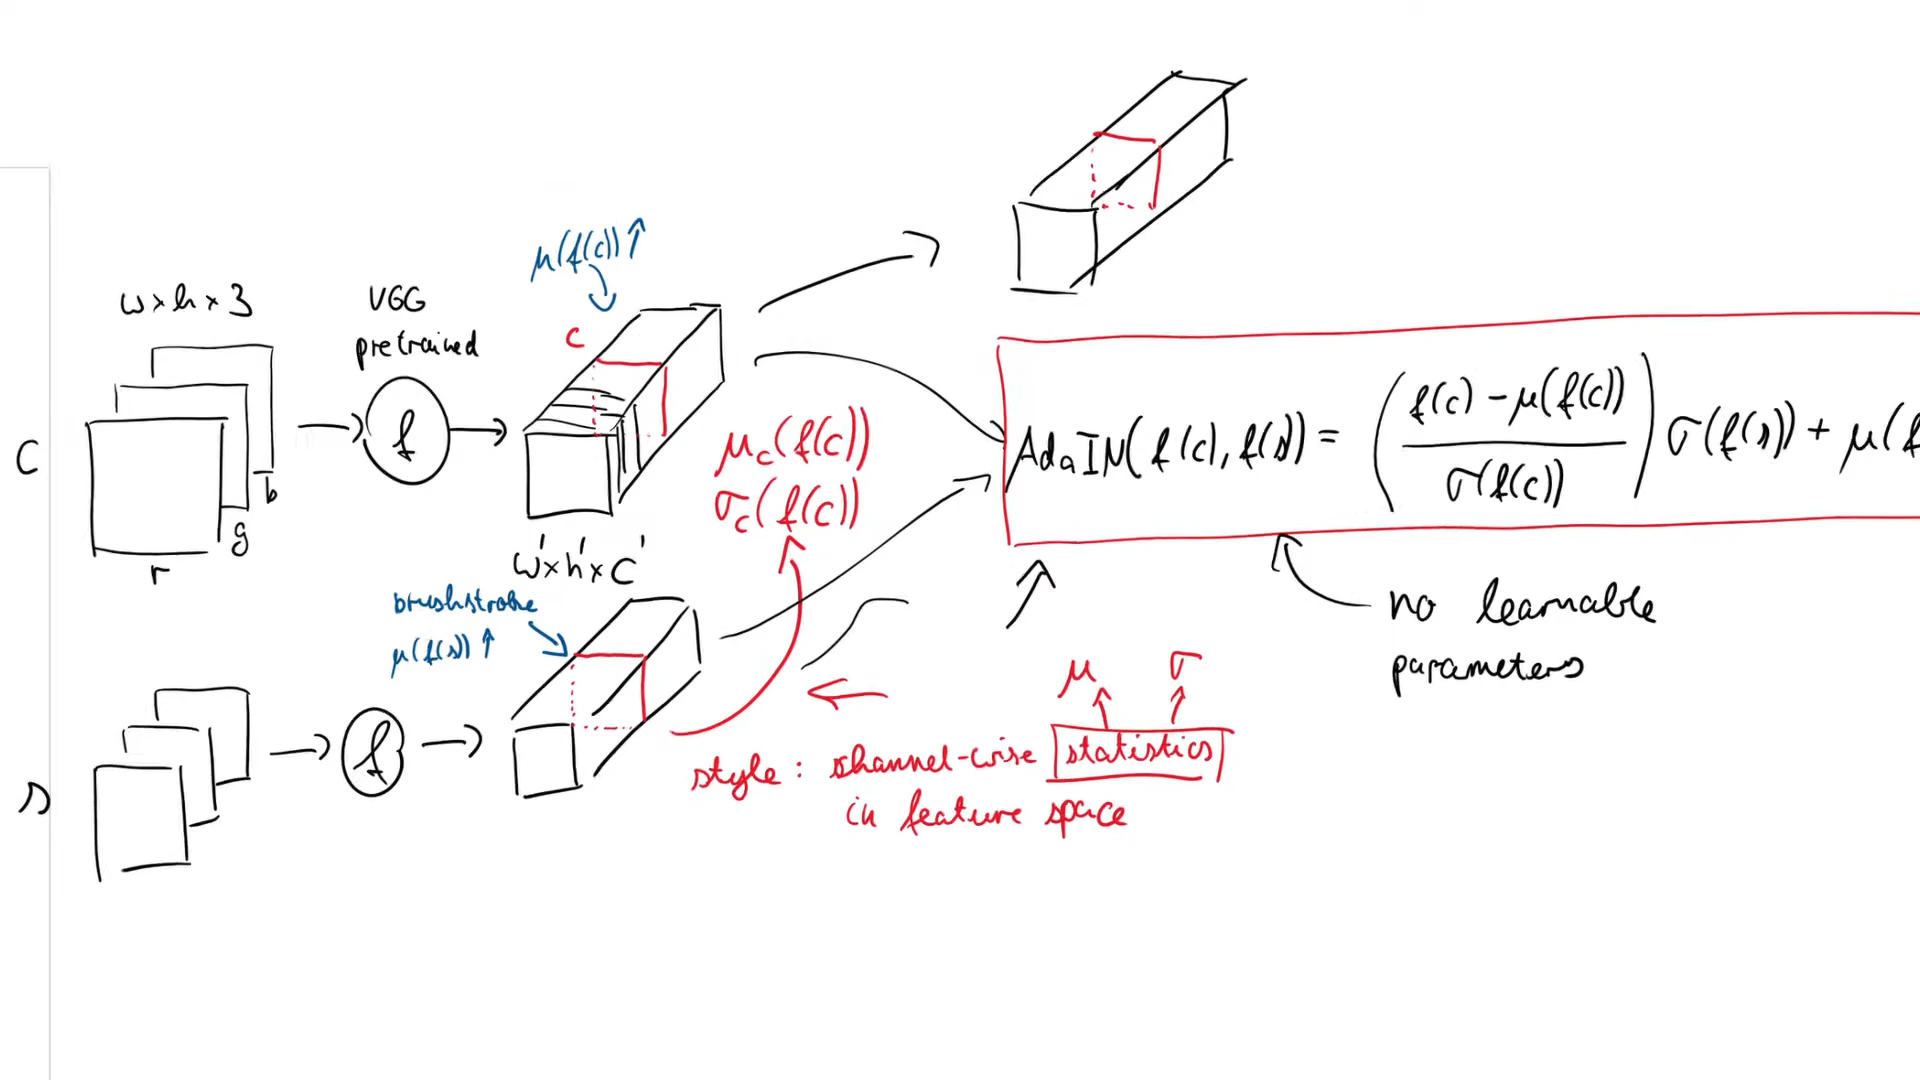 μ(f(c)) ↑
w × h × 3
VGG
pretrained
c
C
f
r
g
b
w' × h' × C'
μc(f(c))
σc(f(c))
AdaIN(f(c), f(s)) = ( f(c) - μ(f(c)) / σ(f(c)) ) σ(f(s)) + μ(f
no learnable
parameters
brushstroke
μ(f(s)) ↑
s
f
μ σ
style: channel-wise statistics
in feature space